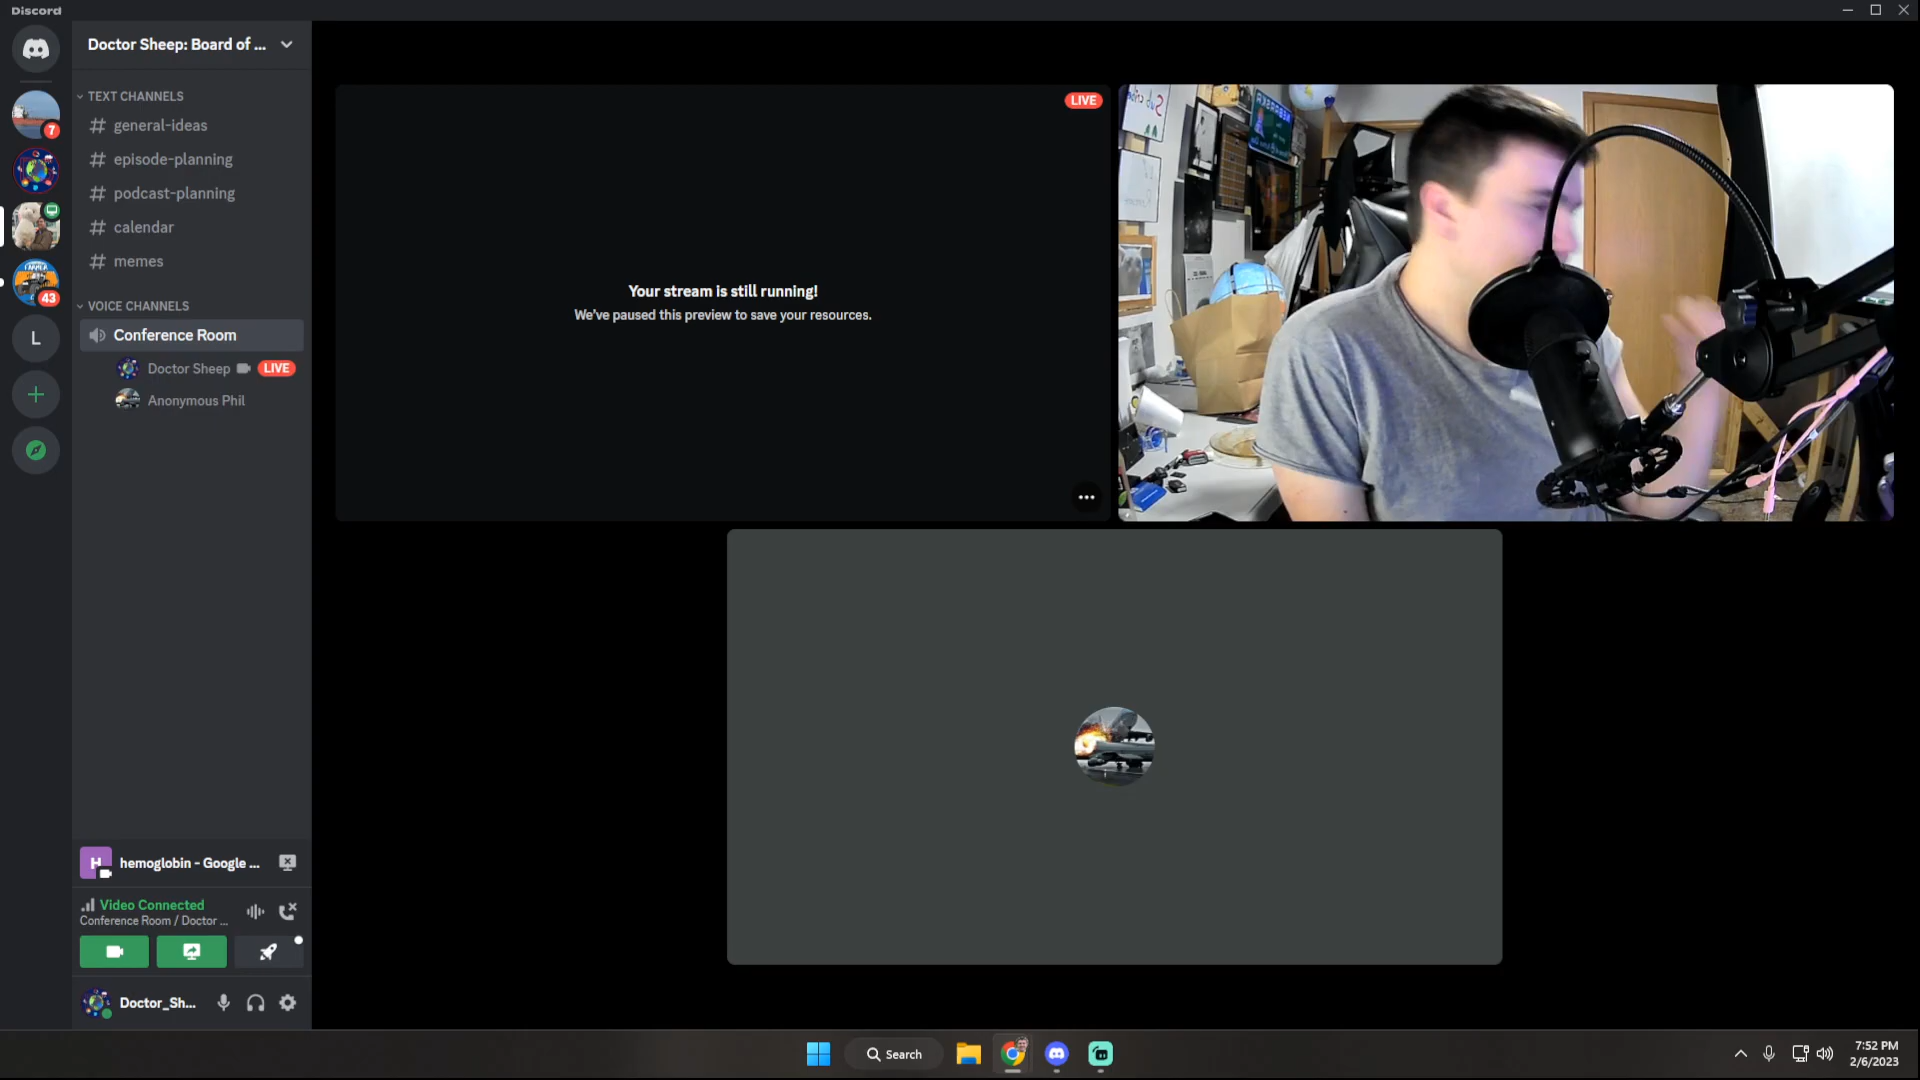 Discord
Doctor Sheep: Board of ...
TEXT CHANNELS
general-ideas
7
episode-planning
podcast-planning
calendar
memes
43
VOICE CHANNELS
L
Conference Room
Doctor Sheep
LIVE
Anonymous Phil
LIVE
Your stream is still running!
We've paused this preview to save your resources.
H
hemoglobin - Google ...
Video Connected
Conference Room / Doctor ...
Doctor_Sh...
Search
7:52 PM
2/6/2023